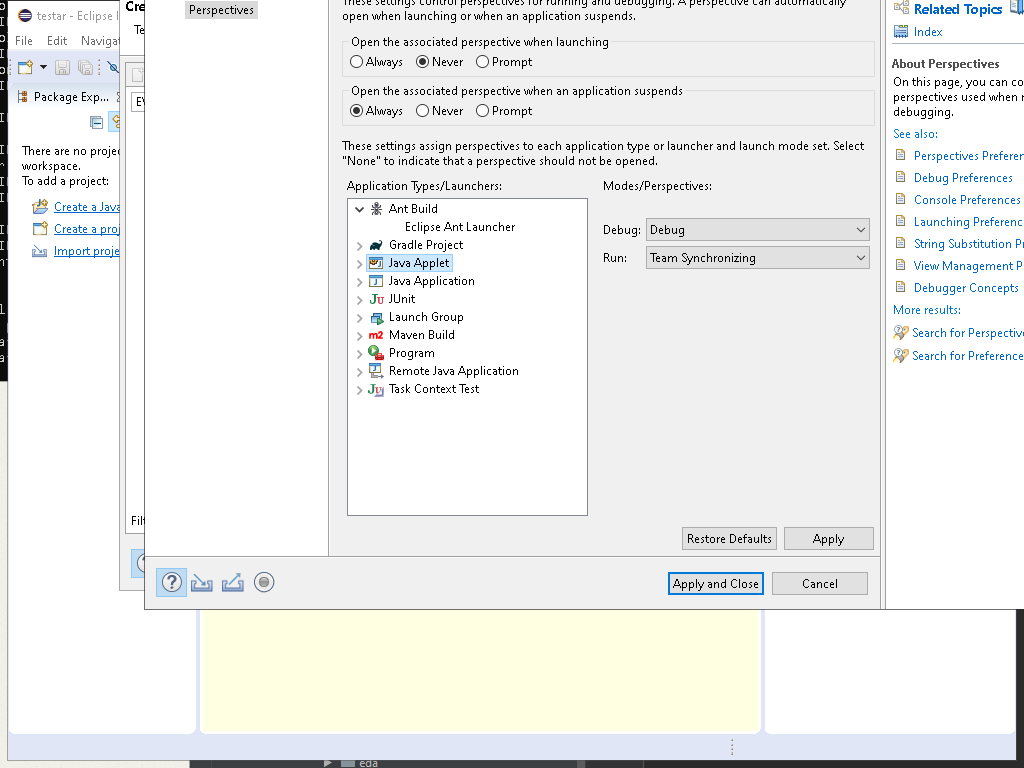 testar - Eclipse I
File Edit Navigat
Package Exp...
There are no proje
workspace.
To add a project:
Create a Java
Create a proj
Import proje
Cre
Te
Filt
Perspectives
These settings control perspectives for running and debugging. A perspective can automatically
open when launching or when an application suspends.
Open the associated perspective when launching
Always Never Prompt
Open the associated perspective when an application suspends
Always Never Prompt
These settings assign perspectives to each application type or launcher and launch mode set. Select
"None" to indicate that a perspective should not be opened.
Application Types/Launchers:
Ant Build
Eclipse Ant Launcher
Gradle Project
Java Applet
Java Application
JUnit
Launch Group
Maven Build
Program
Remote Java Application
Task Context Test
Modes/Perspectives:
Debug: Debug
Run: Team Synchronizing
Restore Defaults
Apply
Apply and Close
Cancel
Related Topics
Index
About Perspectives
On this page, you can co
perspectives used when r
debugging.
See also:
Perspectives Preferen
Debug Preferences
Console Preferences
Launching Preferenc
String Substitution Pr
View Management P
Debugger Concepts
More results:
Search for Perspective
Search for Preference
eda